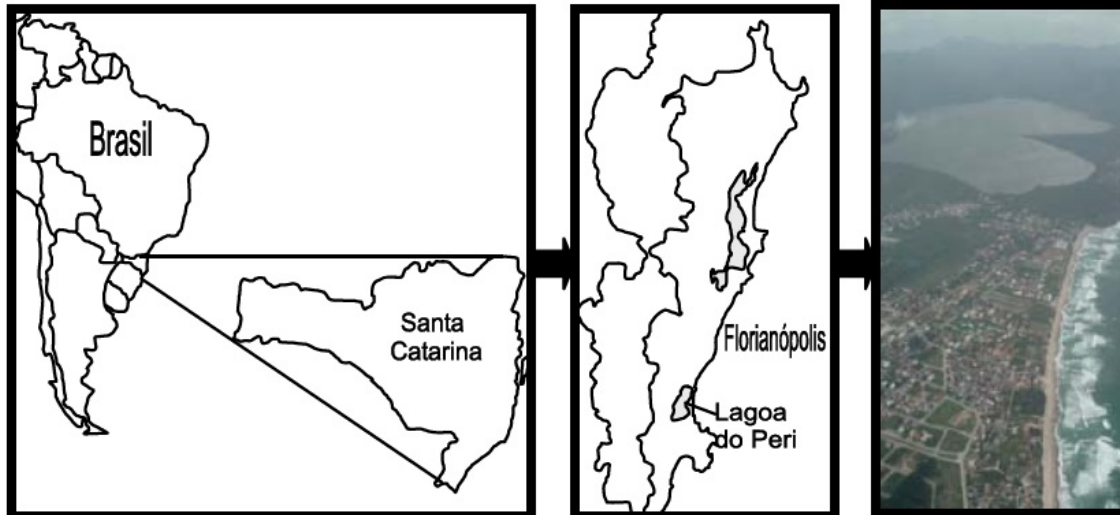 Brasil
Santa
Catarina
Florianópolis
Lagoa
do Peri